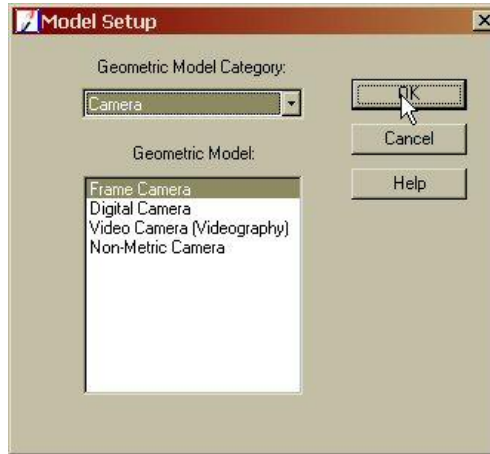 Model Setup
Geometric Model Category:
Camera
OK
Cancel
Geometric Model:
Help
Frame Camera
Digital Camera
Video Camera (Videography)
Non-Metric Camera